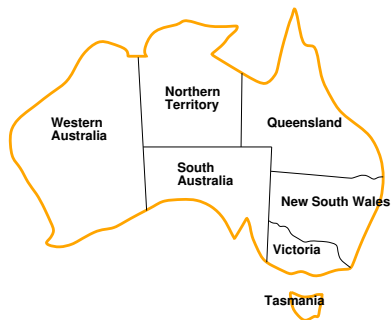 Northern
Territory
Western
Australia
Queensland
South
Australia
New South Wales
Victoria
Tasmania